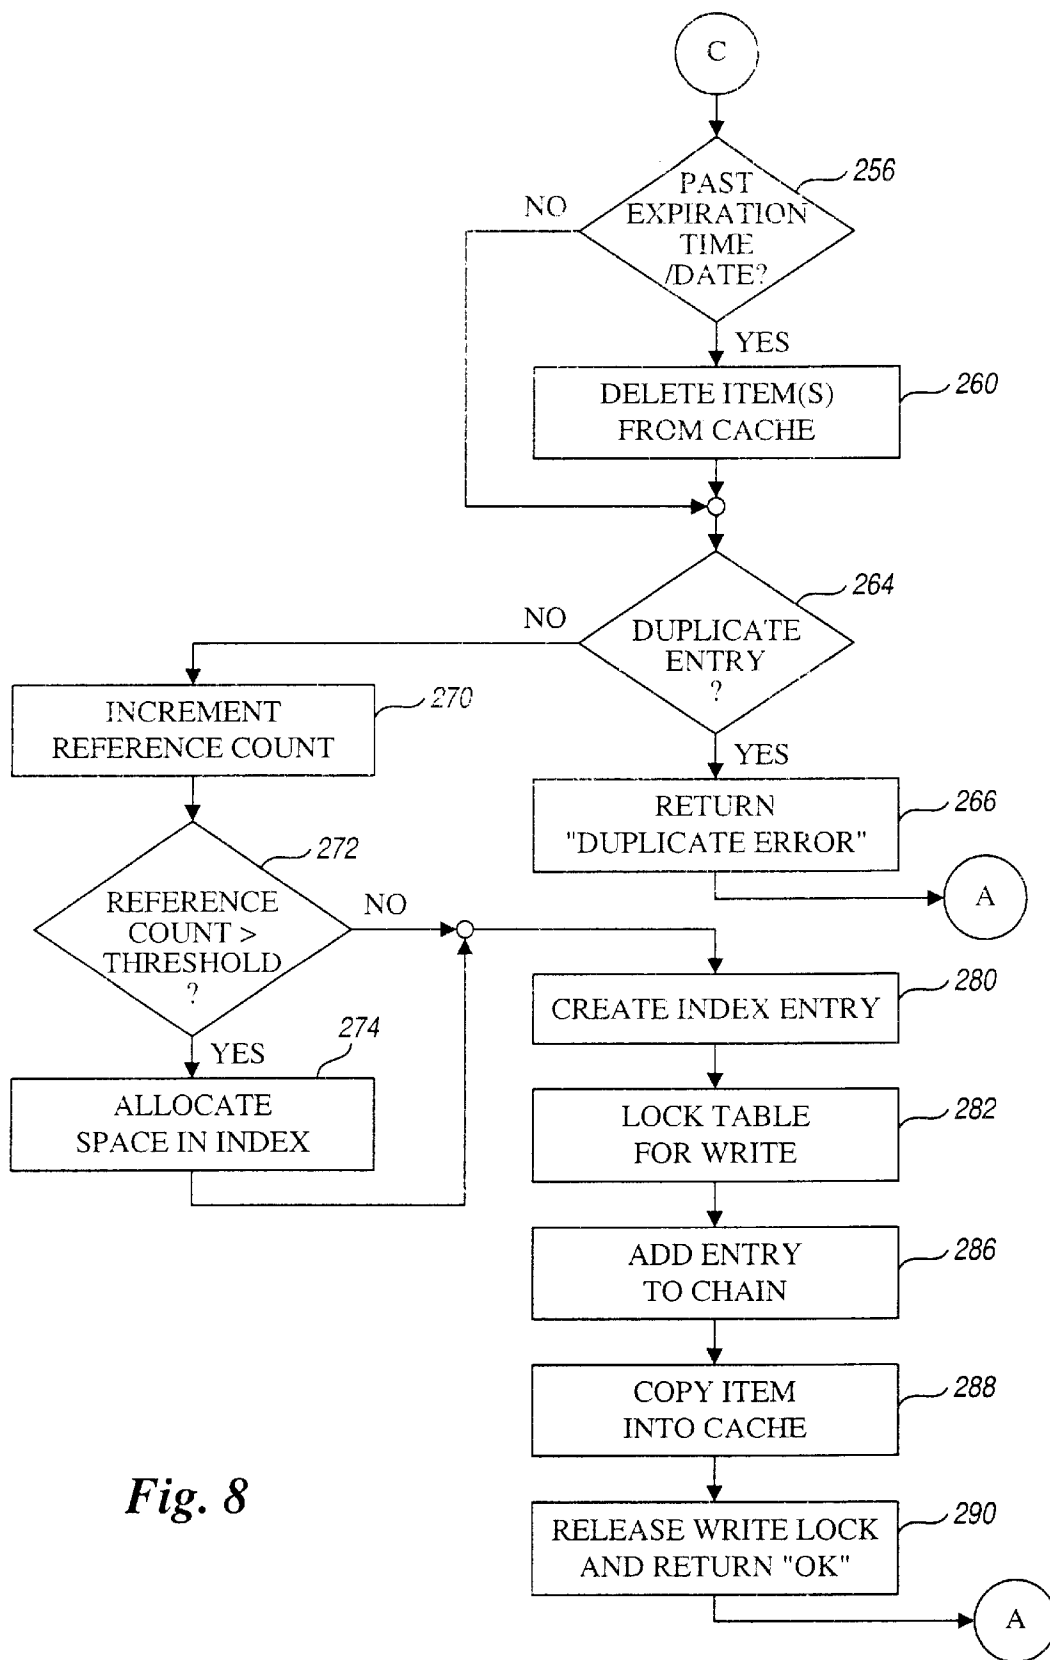 C
PAST
EXPIRATION
TIME
/DATE?
256
NO
YES
DELETE ITEM(S)
FROM CACHE
260
DUPLICATE
ENTRY
?
264
NO
YES
INCREMENT
REFERENCE COUNT
270
RETURN
"DUPLICATE ERROR"
266
A
REFERENCE
COUNT >
THRESHOLD
?
272
NO
YES
ALLOCATE
SPACE IN INDEX
274
CREATE INDEX ENTRY
280
LOCK TABLE
FOR WRITE
282
ADD ENTRY
TO CHAIN
286
COPY ITEM
INTO CACHE
288
RELEASE WRITE LOCK
AND RETURN "OK"
290
A
Fig. 8